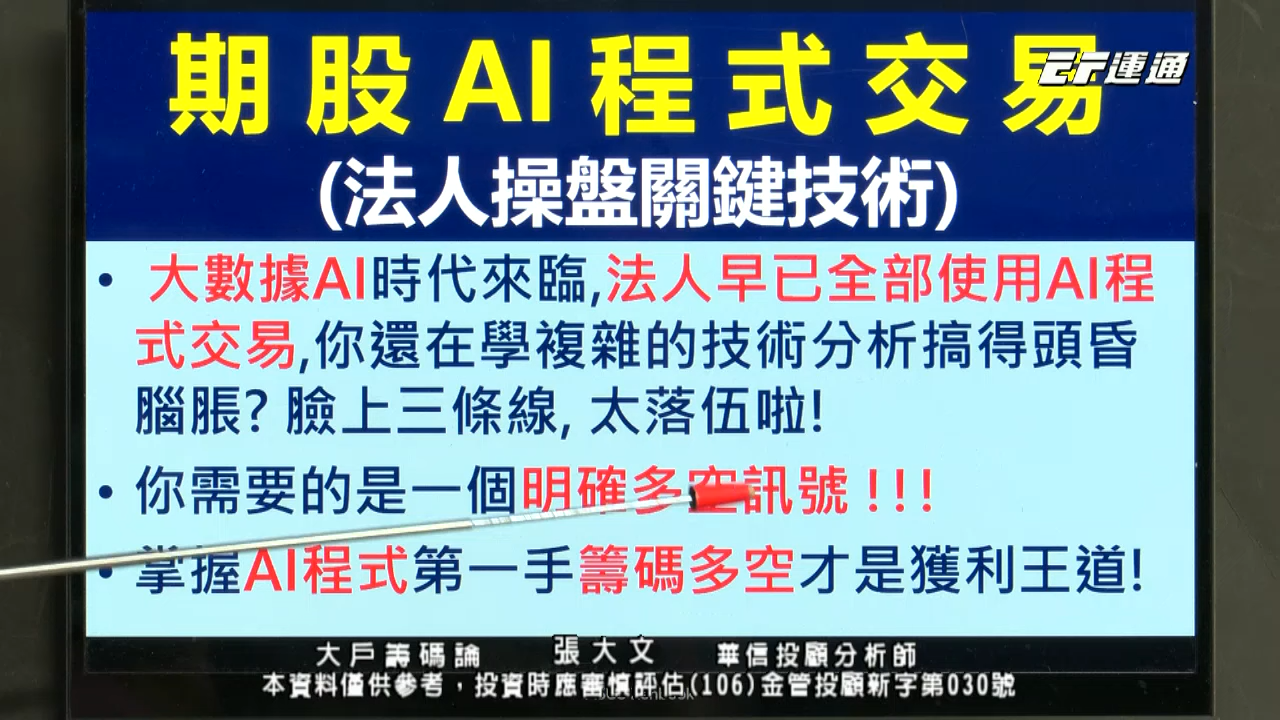 期股AI程式交易
EF運通
(法人操盤關鍵技術)
• 大數據AI時代來臨,法人早已全部使用AI程
式交易,你還在學複雜的技術分析搞得頭昏
腦脹? 臉上三條線, 太落伍啦!
• 你需要的是一個明確多空訊號!!!
• 掌握AI程式第一手籌碼多空才是獲利王道!
大戶籌碼論 張大文 華信投顧分析師
本資料僅供參考,投資時應審慎評估(106)金管投顧新字第030號